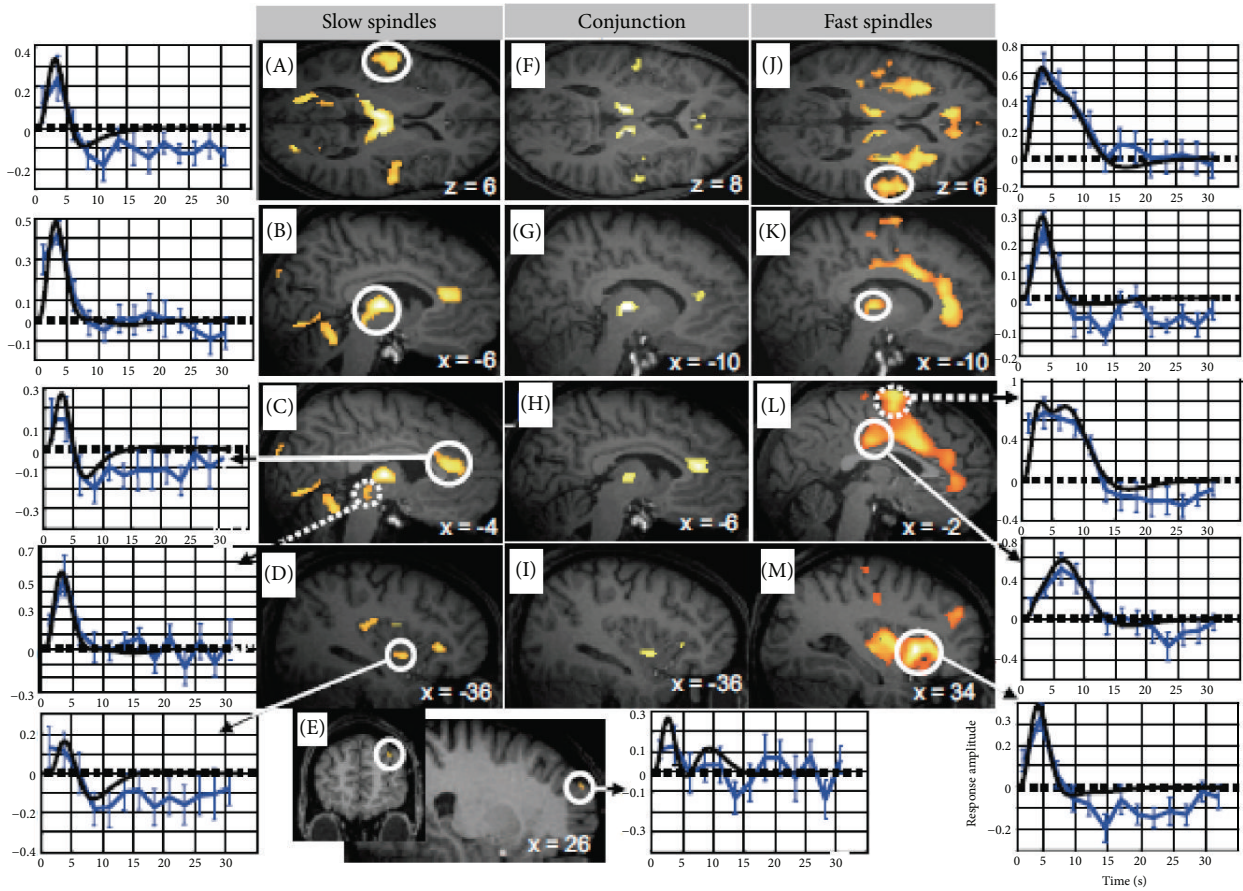 Slow spindles
Conjunction
Fast spindles
0.4
0.2
0
−0.2
0 5 10 15 20 25 30
(A)
z = 6
(F)
z = 8
(J)
z = 6
0.8
0.6
0.4
0.2
0
−0.2
0 5 10 15 20 25 30
0.5
0.3
0.1
0
−0.1
0 5 10 15 20 25 30
(B)
x = -6
(G)
x = -10
(K)
x = -10
0.3
0.1
0
−0.1
−0.2
0 5 10 15 20 25 30
0.3
0.1
0
−0.1
−0.3
0 5 10 15 20 25 30
(C)
x = -4
(H)
x = -6
(L)
x = -2
1
0.4
0
−0.4
0 5 10 15 20 25 30
0.7
0.5
0.3
0
−0.3
0 5 10 15 20 25 30
(D)
x = -36
(I)
x = -36
(M)
x = 34
0.8
0.4
0
−0.4
0 5 10 15 20 25 30
0.2
0
−0.2
−0.4
0 5 10 15 20 25 30
(E)
x = 26
0.3
0.1
−0.1
−0.3
0 5 10 15 20 25 30
Response amplitude
0.3
0
−0.2
0 5 10 15 20 25 30
Time (s)